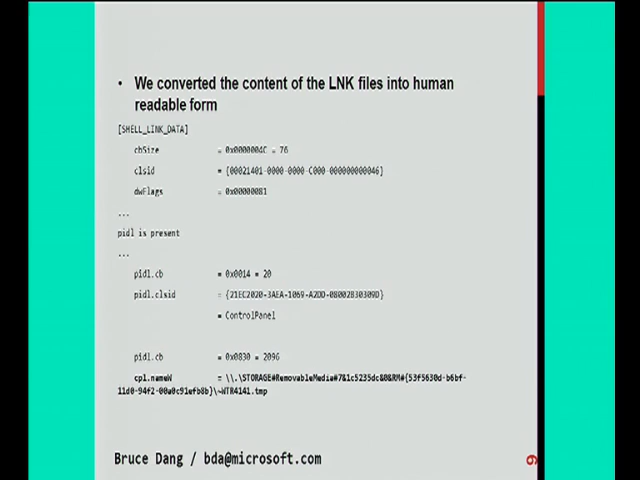 • We converted the content of the LNK files into human
readable form
[SHELL_LINK_DATA]
cbSize = 0x0000004C = 76
clsid = {00021401-0000-0000-C000-000000000046}
dwFlags = 0x00000081
...
pidl is present
...
pidl.cb = 0x0014 = 20
pidl.clsid = {21EC2020-3AEA-1069-A2DD-08002B30309D}
= ControlPanel
pidl.cb = 0x0830 = 2096
cpl.nameW = \\.\STORAGE#RemovableMedia#7&1c5235dc&0&RM#{53f5630d-b6bf-
11d0-94f2-00a0c91efb8b}\~WTR4141.tmp
Bruce Dang / bda@microsoft.com
6